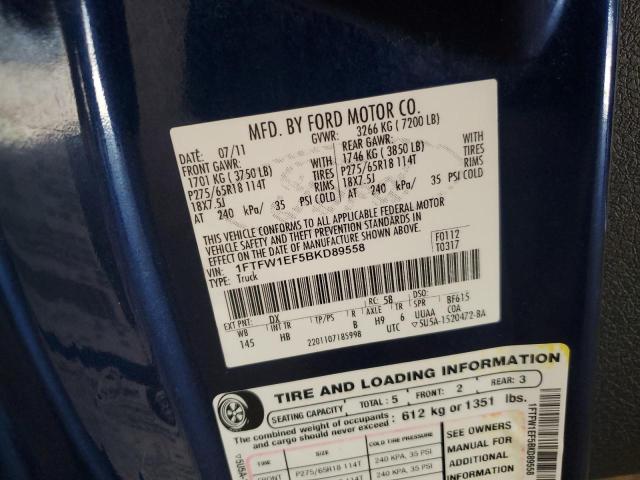 MFD. BY FORD MOTOR CO.
DATE: 07/11 GVWR: 3266 KG ( 7200 LB)
FRONT GAWR: REAR GAWR: WITH
1701 KG ( 3750 LB) 1746 KG ( 3850 LB) TIRES
P275/65R18 114T TIRES P275/65R18 114T RIMS
18X7.5J RIMS 18X7.5J
AT 240 kPa/ 35 PSI COLD AT 240 kPa/ 35 PSI COLD
THIS VEHICLE CONFORMS TO ALL APPLICABLE FEDERAL MOTOR
VEHICLE SAFETY AND THEFT PREVENTION STANDARDS IN
EFFECT ON THE DATE OF MANUFACTURE SHOWN ABOVE.
VIN: 1FTFW1EF5BKD89558 F0112
TYPE: Truck T0317
EXT PNT: DX RC: 58 DSO:
WB INT TR TP/PS R AXLE TR SPR BF615
145 HB B H9 6 UUAA COA
2201107185998 UTC ▽5U5A-1520472-BA
TIRE AND LOADING INFORMATION
SEATING CAPACITY TOTAL: 5 FRONT: 2 REAR: 3
The combined weight of occupants and cargo should never exceed: 612 kg or 1351 lbs.
TIRE SIZE COLD TIRE PRESSURE SEE OWNERS
FRONT P275/65R18 114T 240 KPA, 35 PSI MANUAL FOR
240 KPA, 35 PSI ADDITIONAL
INFORMATION
1FTFW1EF5BKD89558
▽5U5A